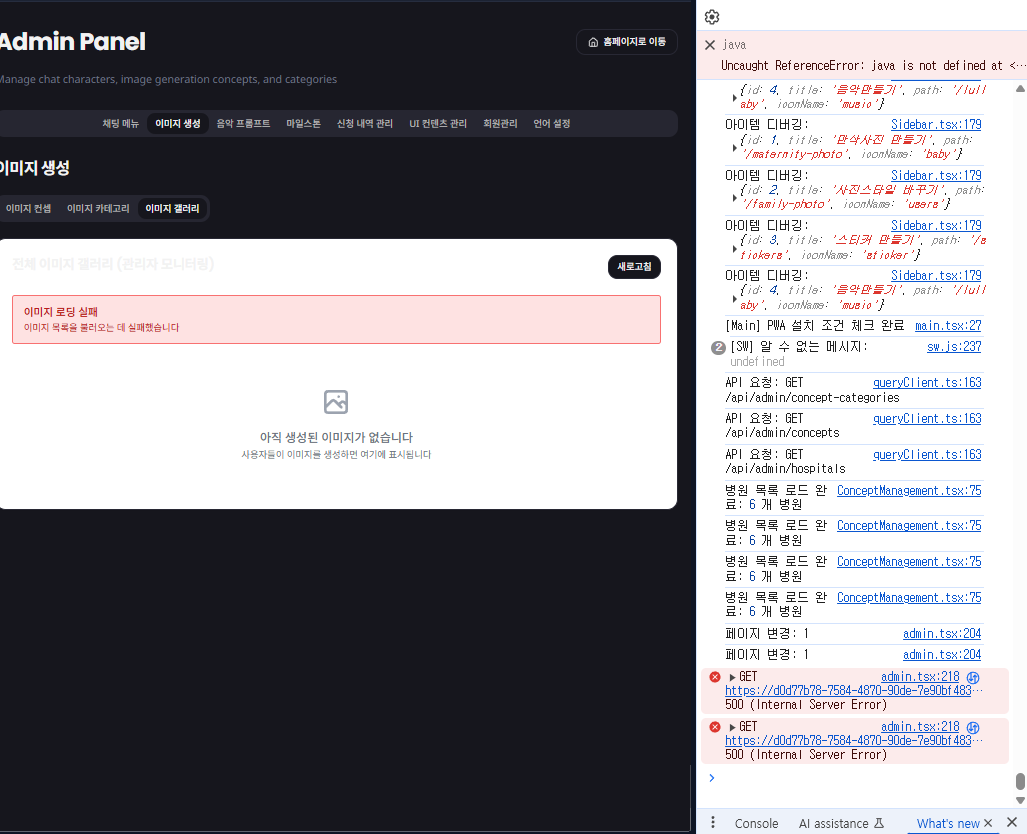 Admin Panel
홈페이지로 이동
Manage chat characters, image generation concepts, and categories
채팅 메뉴
이미지 생성
음악 프롬프트
마일스톤
신청 내역 관리
UI 컨텐츠 관리
회원관리
언어 설정
이미지 생성
이미지 컨셉
이미지 카테고리
이미지 갤러리
전체 이미지 갤러리 (관리자 모니터링)
새로고침
이미지 로딩 실패
이미지 목록을 불러오는 데 실패했습니다
아직 생성된 이미지가 없습니다
사용자들이 이미지를 생성하면 여기에 표시됩니다
java
Uncaught ReferenceError: java is not defined at <…
{id: 4, title: '음악만들기', path: '/lull
aby', iconName: 'music'}
아이템 디버깅: Sidebar.tsx:179
{id: 1, title: '만삭사진 만들기', path:
'/maternity-photo', iconName: 'baby'}
아이템 디버깅: Sidebar.tsx:179
{id: 2, title: '사진스타일 바꾸기', path:
'/family-photo', iconName: 'users'}
아이템 디버깅: Sidebar.tsx:179
{id: 3, title: '스티커 만들기', path: '/s
tickers', iconName: 'sticker'}
아이템 디버깅: Sidebar.tsx:179
{id: 4, title: '음악만들기', path: '/lull
aby', iconName: 'music'}
[Main] PWA 설치 조건 체크 완료 main.tsx:27
2 [SW] 알 수 없는 메시지: sw.js:237
undefined
API 요청: GET queryClient.ts:163
/api/admin/concept-categories
API 요청: GET queryClient.ts:163
/api/admin/concepts
API 요청: GET queryClient.ts:163
/api/admin/hospitals
병원 목록 로드 완 ConceptManagement.tsx:75
료: 6 개 병원
병원 목록 로드 완 ConceptManagement.tsx:75
료: 6 개 병원
병원 목록 로드 완 ConceptManagement.tsx:75
료: 6 개 병원
병원 목록 로드 완 ConceptManagement.tsx:75
료: 6 개 병원
페이지 변경: 1 admin.tsx:204
페이지 변경: 1 admin.tsx:204
GET admin.tsx:218
https://d0d77b78-7584-4870-90de-7e90bf483…
500 (Internal Server Error)
GET admin.tsx:218
https://d0d77b78-7584-4870-90de-7e90bf483…
500 (Internal Server Error)
Console
AI assistance
What's new